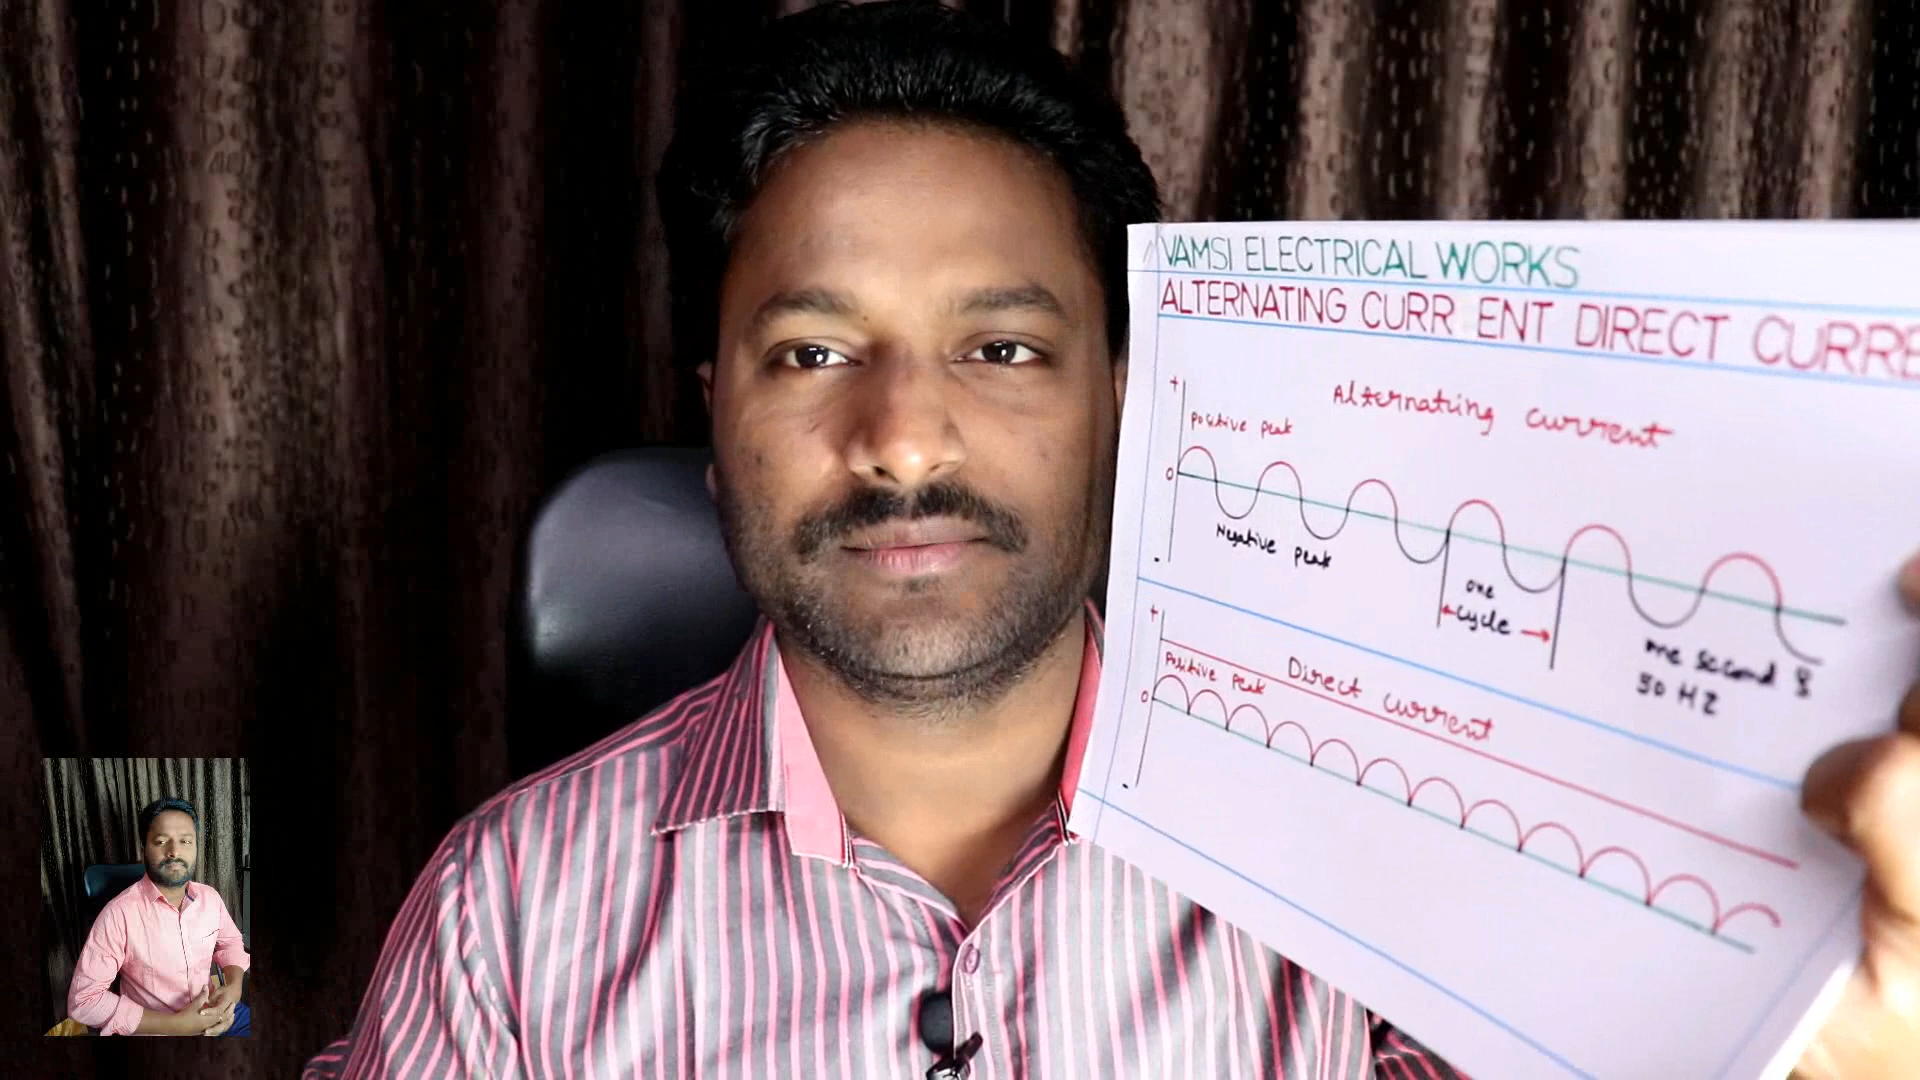 VAMSI ELECTRICAL WORKS
ALTERNATING CURR ENT DIRECT CURRE
Alternating current
+
positive peak
0
Negative peak
-
one
cycle
one second
50 HZ
+
Direct current
Positive Peak
0
-